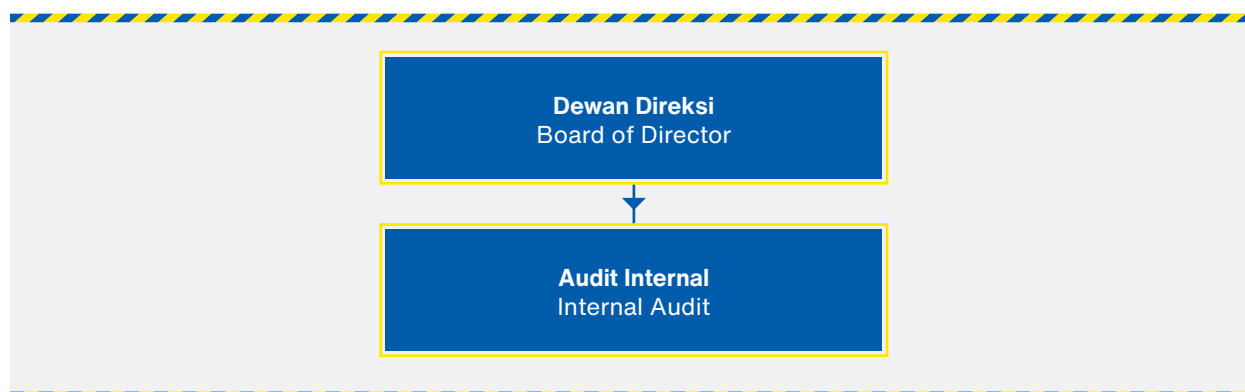 Dewan Direksi
Board of Director
Audit Internal
Internal Audit